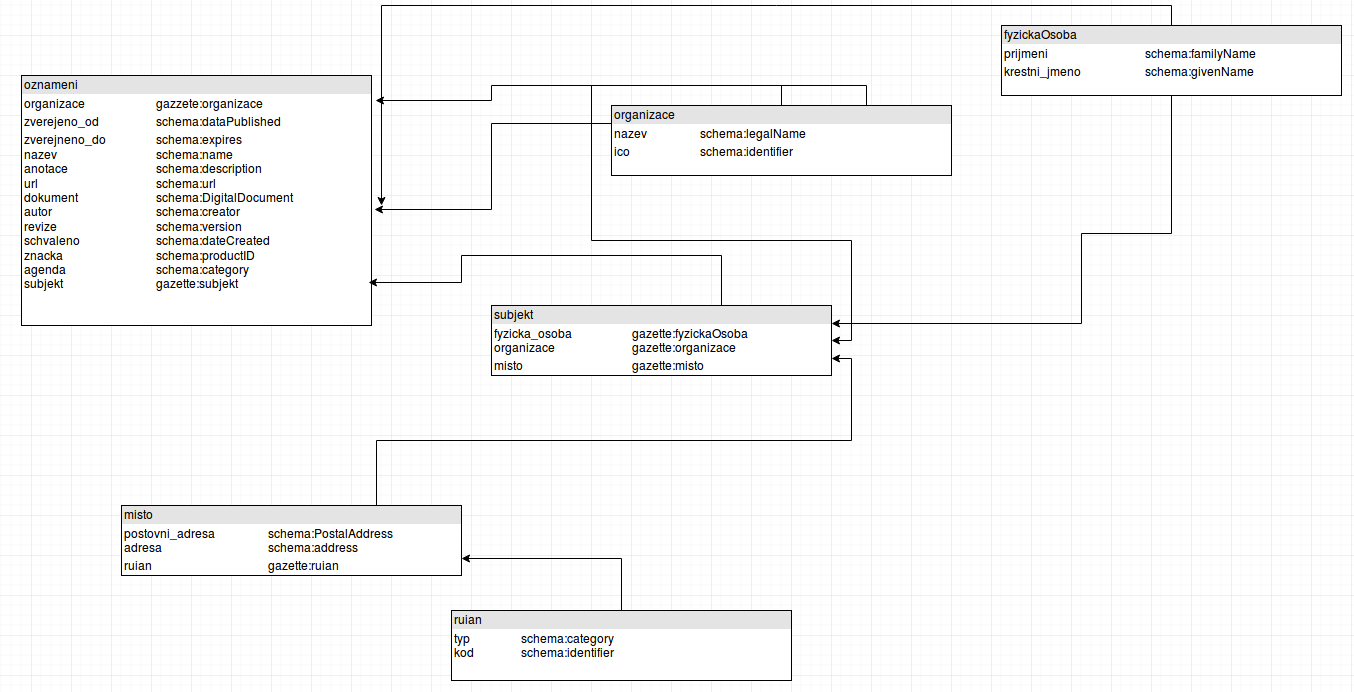 fyzickaOsoba
prijmeni schema:familyName
krestni_jmeno schema:givenName
oznameni
organizace gazzete:organizace
zverejeno_od schema:dataPublished
zverejneno_do schema:expires
nazev schema:name
anotace schema:description
url schema:url
dokument schema:DigitalDocument
autor schema:creator
revize schema:version
schvaleno schema:dateCreated
znacka schema:productID
agenda schema:category
subjekt gazette:subjekt
organizace
nazev schema:legalName
ico schema:identifier
subjekt
fyzicka_osoba gazette:fyzickaOsoba
organizace gazette:organizace
misto gazette:misto
misto
postovni_adresa schema:PostalAddress
adresa schema:address
ruian gazette:ruian
ruian
typ schema:category
kod schema:identifier